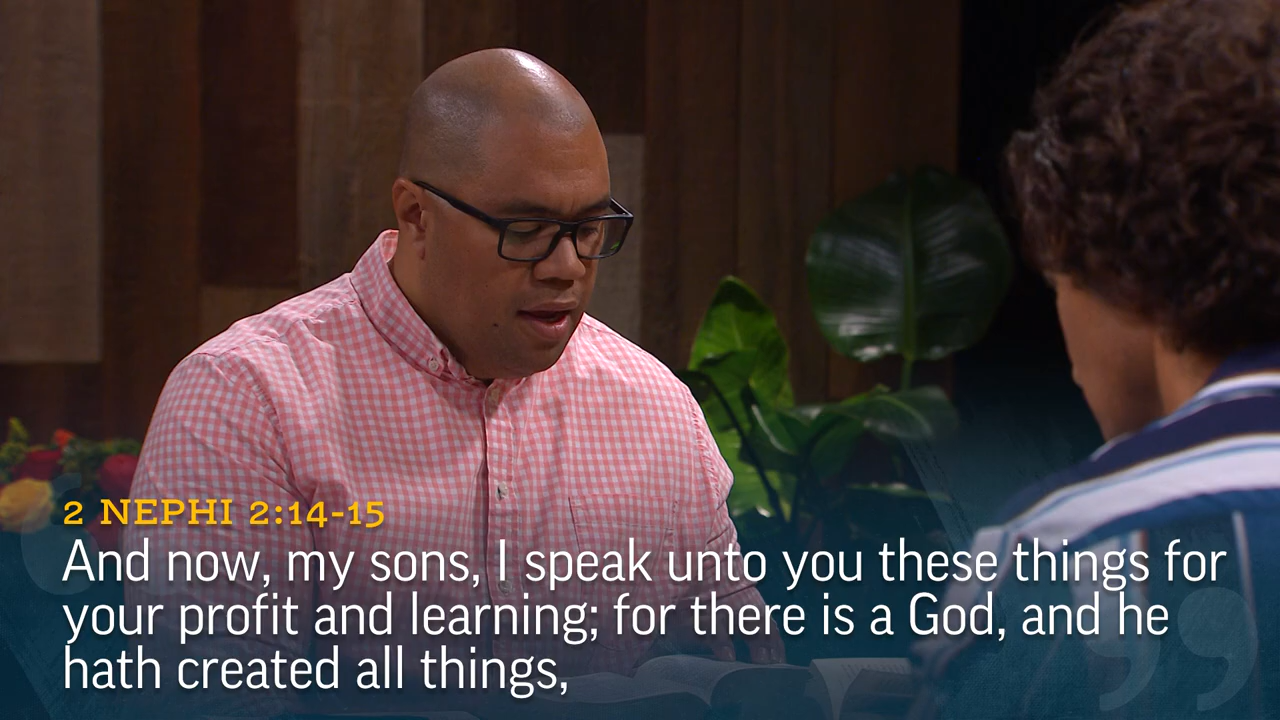 2 NEPHI 2:14-15
And now, my sons, I speak unto you these things for
your profit and learning; for there is a God, and he
hath created all things,